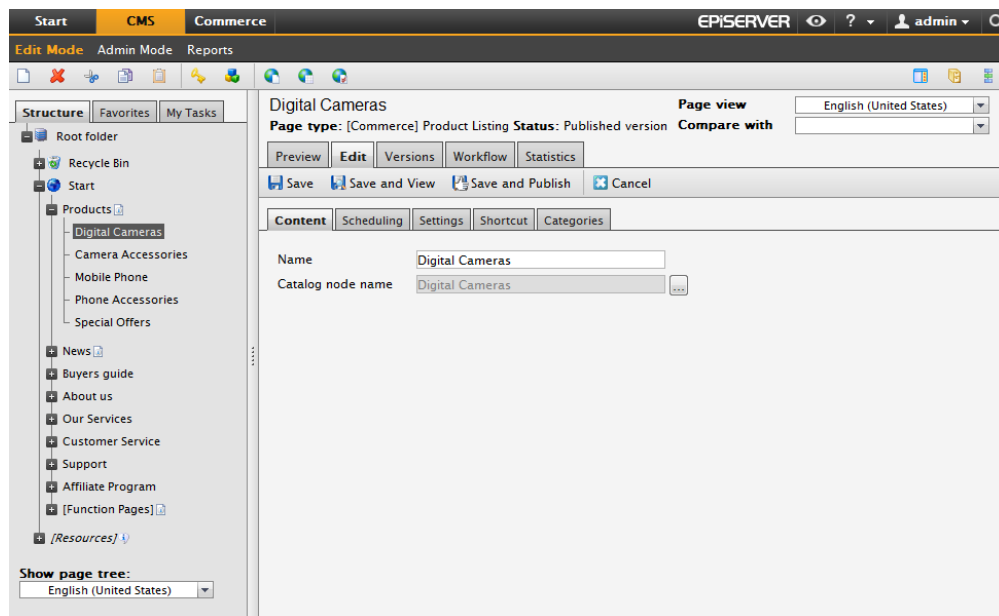 Start CMS Commerce EPiSERVER ? admin
Edit Mode Admin Mode Reports
Structure Favorites My Tasks
Root folder
Recycle Bin
Start
Products
Digital Cameras
Camera Accessories
Mobile Phone
Phone Accessories
Special Offers
News
Buyers guide
About us
Our Services
Customer Service
Support
Affiliate Program
[Function Pages]
[Resources]
Show page tree:
English (United States)
Digital Cameras
Page type: [Commerce] Product Listing Status: Published version
Page view English (United States)
Compare with
Preview Edit Versions Workflow Statistics
Save Save and View Save and Publish Cancel
Content Scheduling Settings Shortcut Categories
Name Digital Cameras
Catalog node name Digital Cameras ...